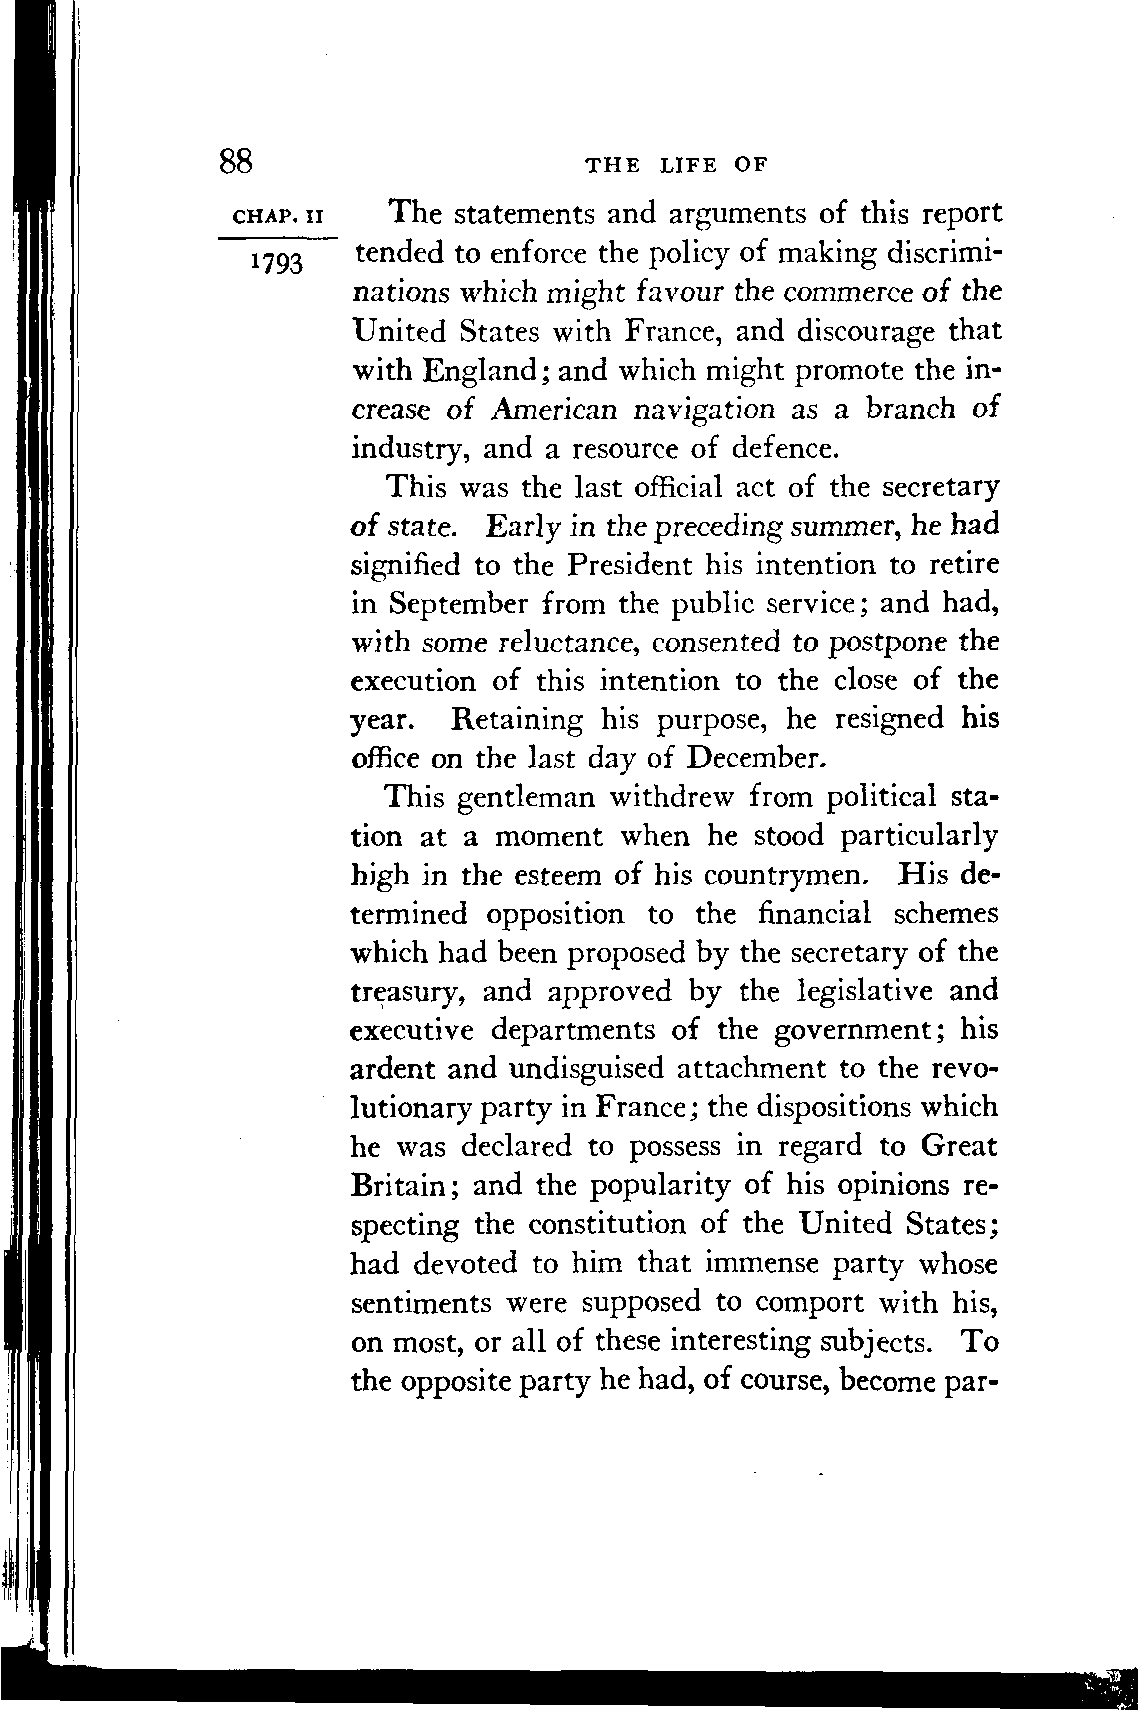 88
THE LIFE OF
CHAP. II
1793
The statements and arguments of this report
tended to enforce the policy of making discrimi-
nations which might favour the commerce of the
United States with France, and discourage that
with England; and which might promote the in-
crease of American navigation as a branch of
industry, and a resource of defence.
This was the last official act of the secretary
of state. Early in the preceding summer, he had
signified to the President his intention to retire
in September from the public service; and had,
with some reluctance, consented to postpone the
execution of this intention to the close of the
year. Retaining his purpose, he resigned his
office on the last day of December.
This gentleman withdrew from political sta-
tion at a moment when he stood particularly
high in the esteem of his countrymen. His de-
termined opposition to the financial schemes
which had been proposed by the secretary of the
treasury, and approved by the legislative and
executive departments of the government; his
ardent and undisguised attachment to the revo-
lutionary party in France; the dispositions which
he was declared to possess in regard to Great
Britain; and the popularity of his opinions re-
specting the constitution of the United States;
had devoted to him that immense party whose
sentiments were supposed to comport with his,
on most, or all of these interesting subjects. To
the opposite party he had, of course, become par-